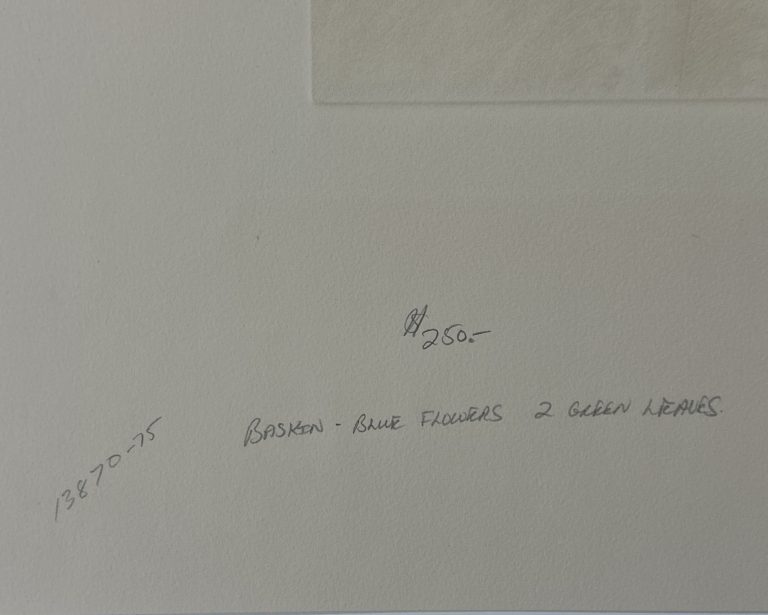 $250.-
BASKIN - BLUE FLOWERS 2 GREEN LEAVES.
13870-75